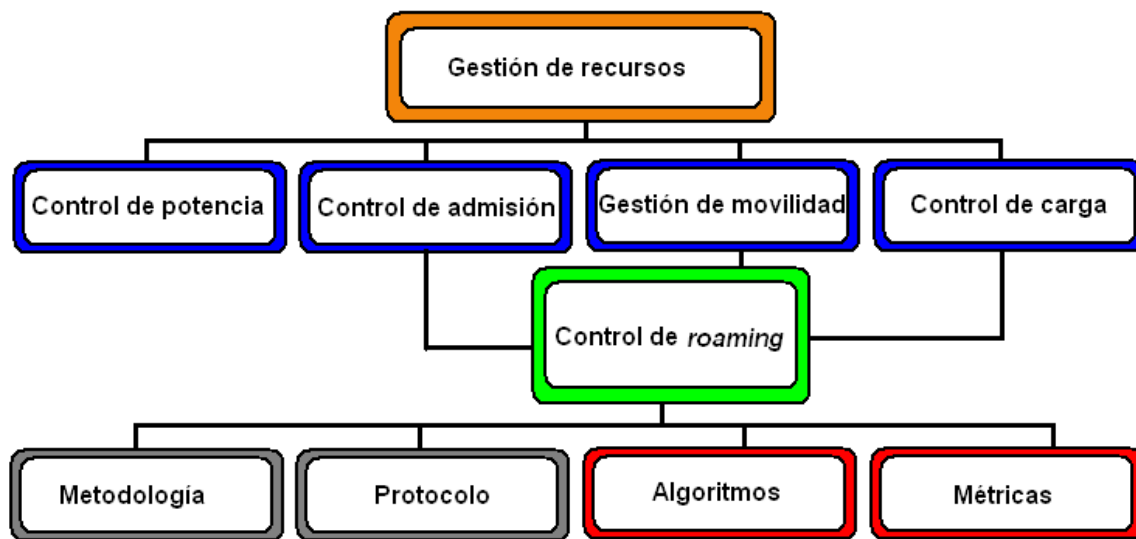 Gestión de recursos
Control de potencia
Control de admisión
Gestión de movilidad
Control de carga
Control de roaming
Metodología
Protocolo
Algoritmos
Métricas